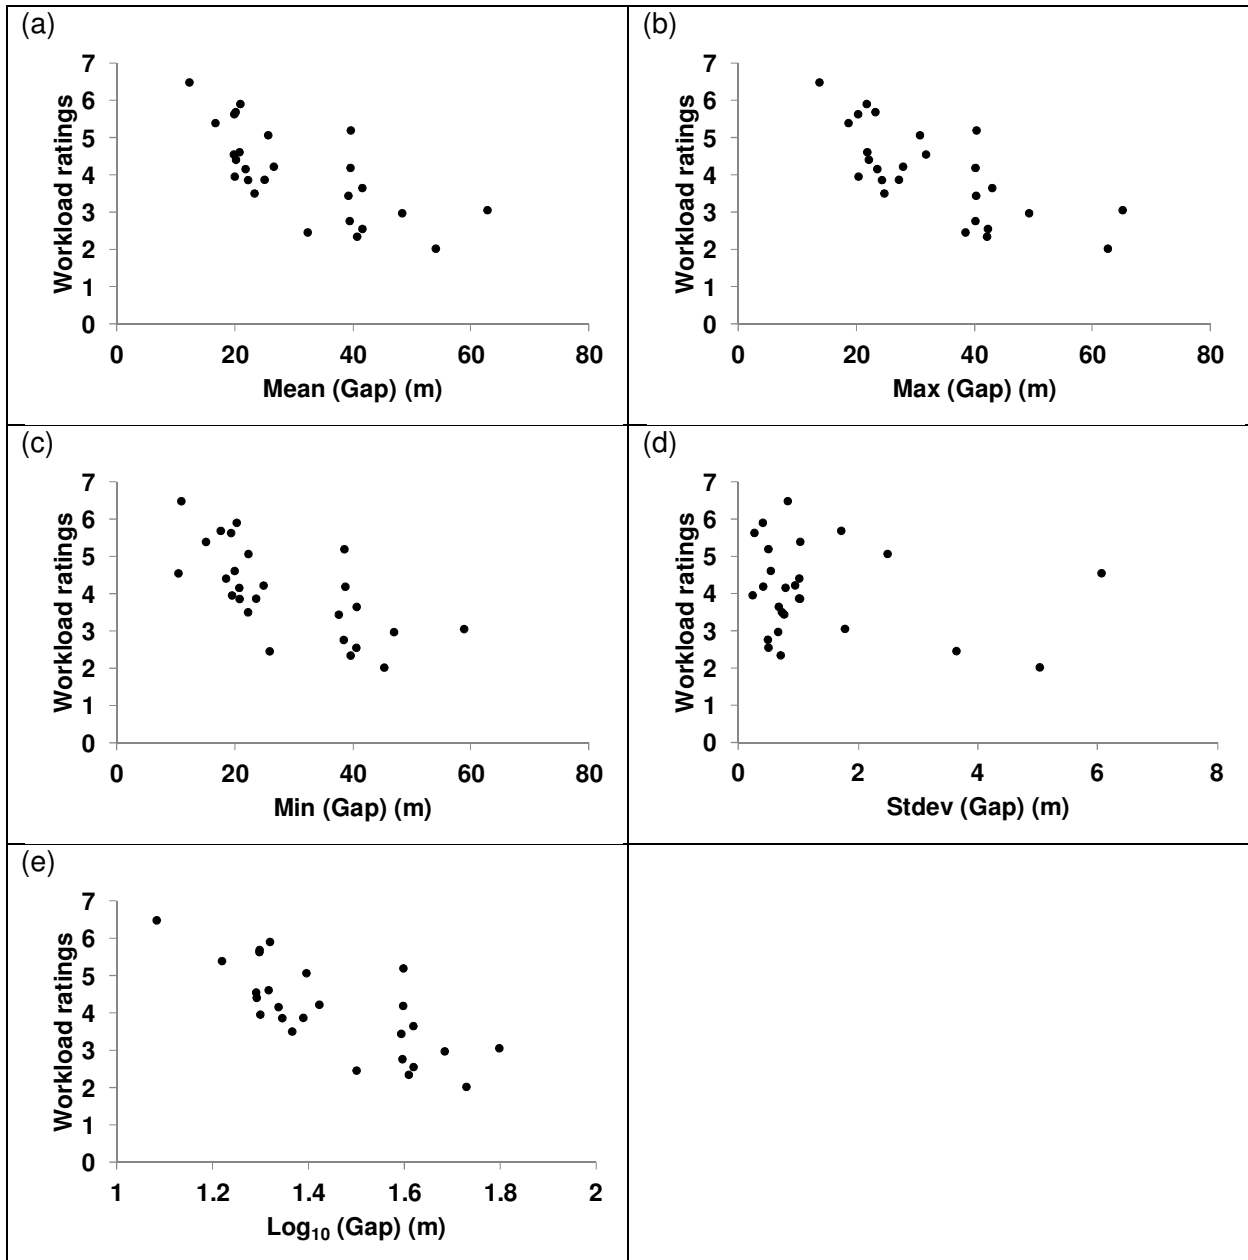 (a)
7
6
5
4
3
2
1
0
Workload ratings
0 20 40 60 80
Mean (Gap) (m)
(b)
7
6
5
4
3
2
1
0
Workload ratings
0 20 40 60 80
Max (Gap) (m)
(c)
7
6
5
4
3
2
1
0
Workload ratings
0 20 40 60 80
Min (Gap) (m)
(d)
7
6
5
4
3
2
1
0
Workload ratings
0 2 4 6 8
Stdev (Gap) (m)
(e)
7
6
5
4
3
2
1
0
Workload ratings
1 1.2 1.4 1.6 1.8 2
Log₁₀ (Gap) (m)